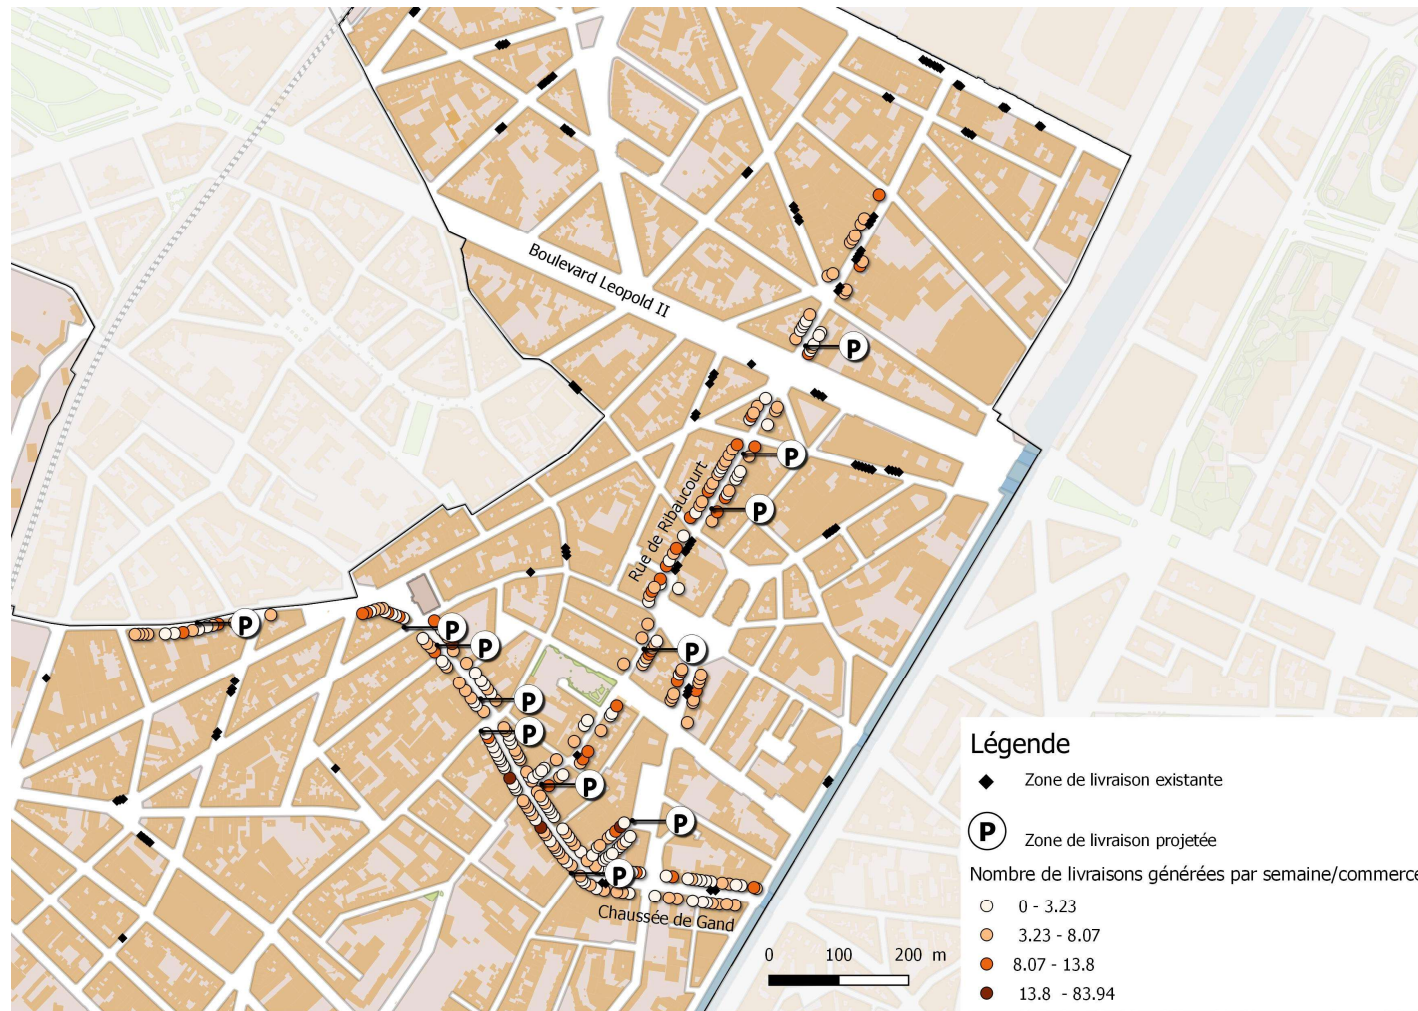 Boulevard Leopold II
P
P
Rue de Ribaucourt
P
P
P
P
P
P
P
P
P
P
Chaussée de Gand
0 100 200 m
Légende
Zone de livraison existante
P Zone de livraison projetée
Nombre de livraisons générées par semaine/commerce
0 - 3.23
3.23 - 8.07
8.07 - 13.8
13.8 - 83.94